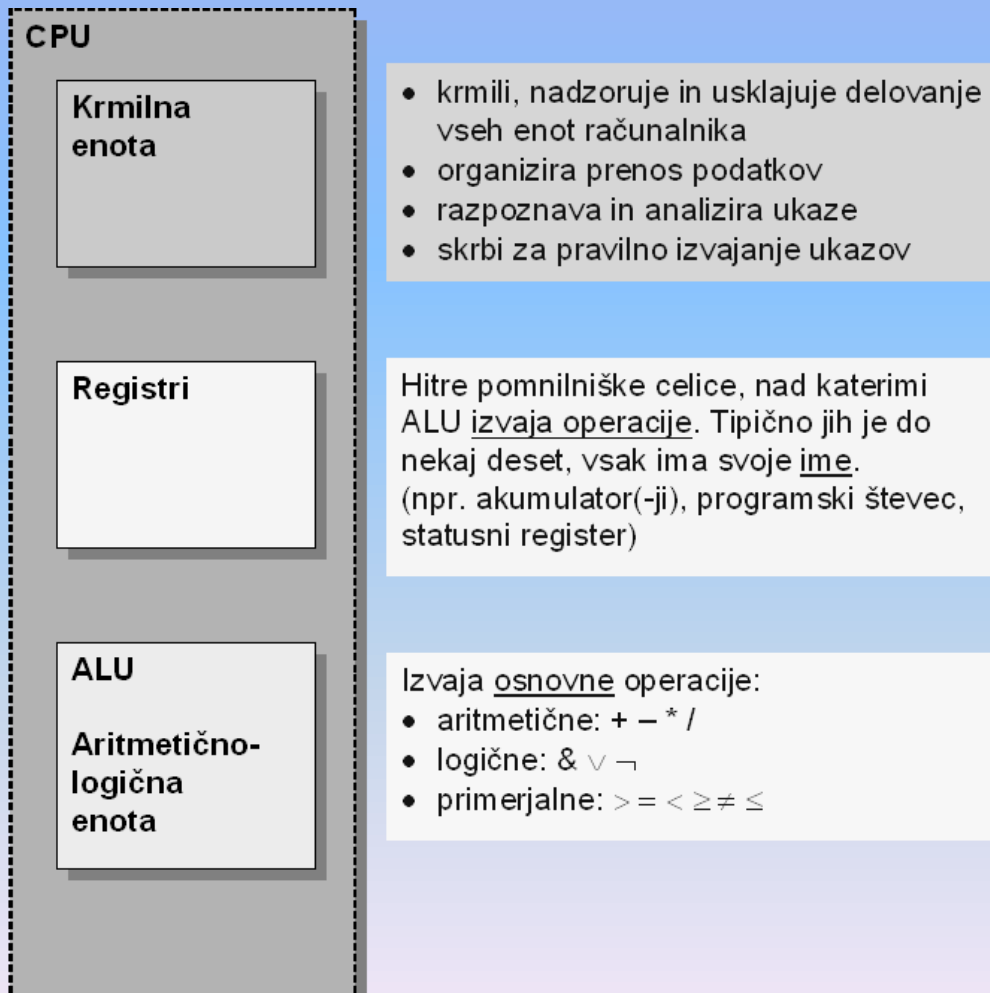 CPU
Krmilna
enota
• krmili, nadzoruje in usklajuje delovanje
vseh enot računalnika
• organizira prenos podatkov
• razpoznava in analizira ukaze
• skrbi za pravilno izvajanje ukazov
Registri
Hitre pomnilniške celice, nad katerimi
ALU izvaja operacije. Tipično jih je do
nekaj deset, vsak ima svoje ime.
(npr. akumulator(-ji), programski števec,
statusni register)
ALU
Aritmetično-
logična
enota
Izvaja osnovne operacije:
• aritmetične: + – * /
• logične: & ∨ ¬
• primerjalne: > = < ≥ ≠ ≤